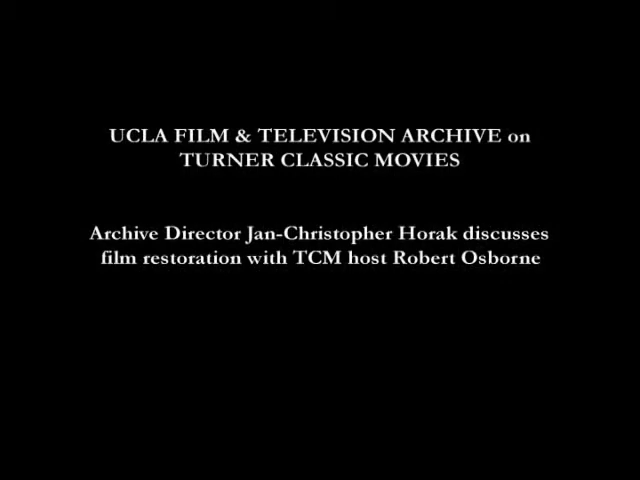 UCLA FILM & TELEVISION ARCHIVE on
TURNER CLASSIC MOVIES
Archive Director Jan-Christopher Horak discusses
film restoration with TCM host Robert Osborne